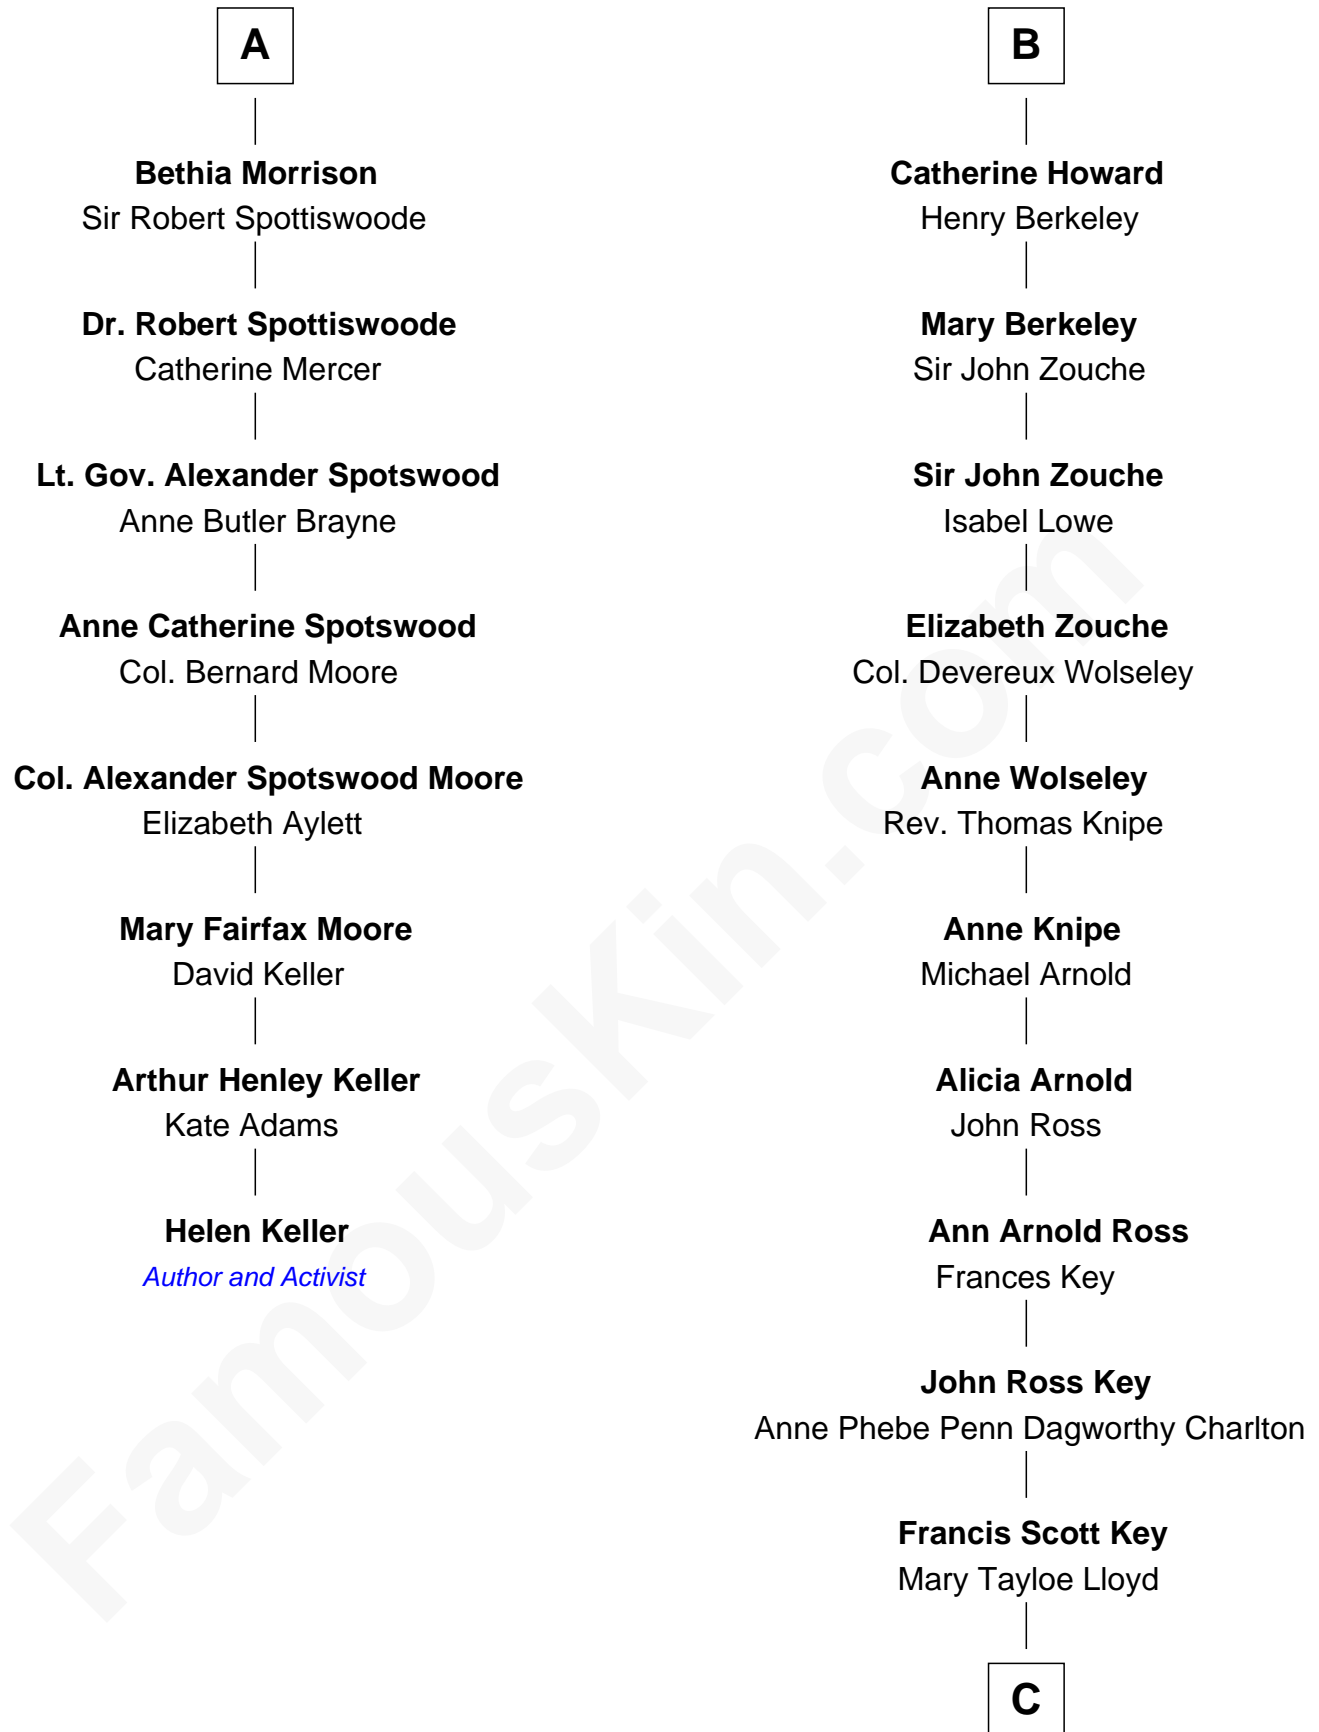 A
Bethia Morrison
Sir Robert Spottiswoode
Dr. Robert Spottiswoode
Catherine Mercer
Lt. Gov. Alexander Spotswood
Anne Butler Brayne
Anne Catherine Spotswood
Col. Bernard Moore
Col. Alexander Spotswood Moore
Elizabeth Aylett
Mary Fairfax Moore
David Keller
Arthur Henley Keller
Kate Adams
Helen Keller
Author and Activist
B
Catherine Howard
Henry Berkeley
Mary Berkeley
Sir John Zouche
Sir John Zouche
Isabel Lowe
Elizabeth Zouche
Col. Devereux Wolseley
Anne Wolseley
Rev. Thomas Knipe
Anne Knipe
Michael Arnold
Alicia Arnold
John Ross
Ann Arnold Ross
Frances Key
John Ross Key
Anne Phebe Penn Dagworthy Charlton
Francis Scott Key
Mary Tayloe Lloyd
C
FamousKin.com